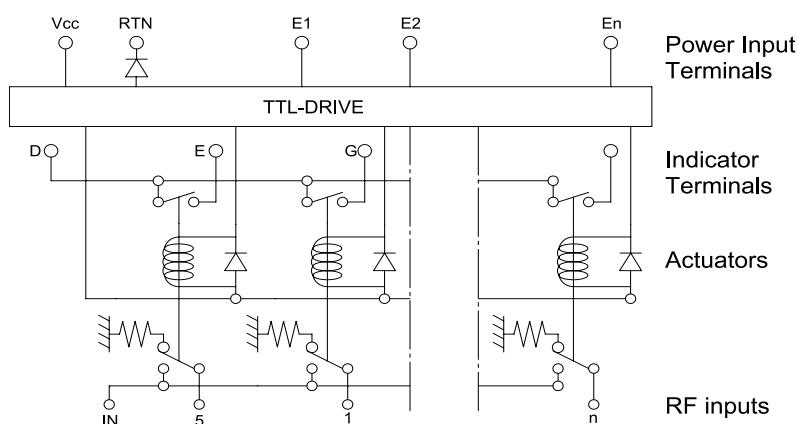 Vcc RTN E1 E2 En
Power Input
Terminals
TTL-DRIVE
D E G
Indicator
Terminals
Actuators
IN 5 1 n
RF inputs